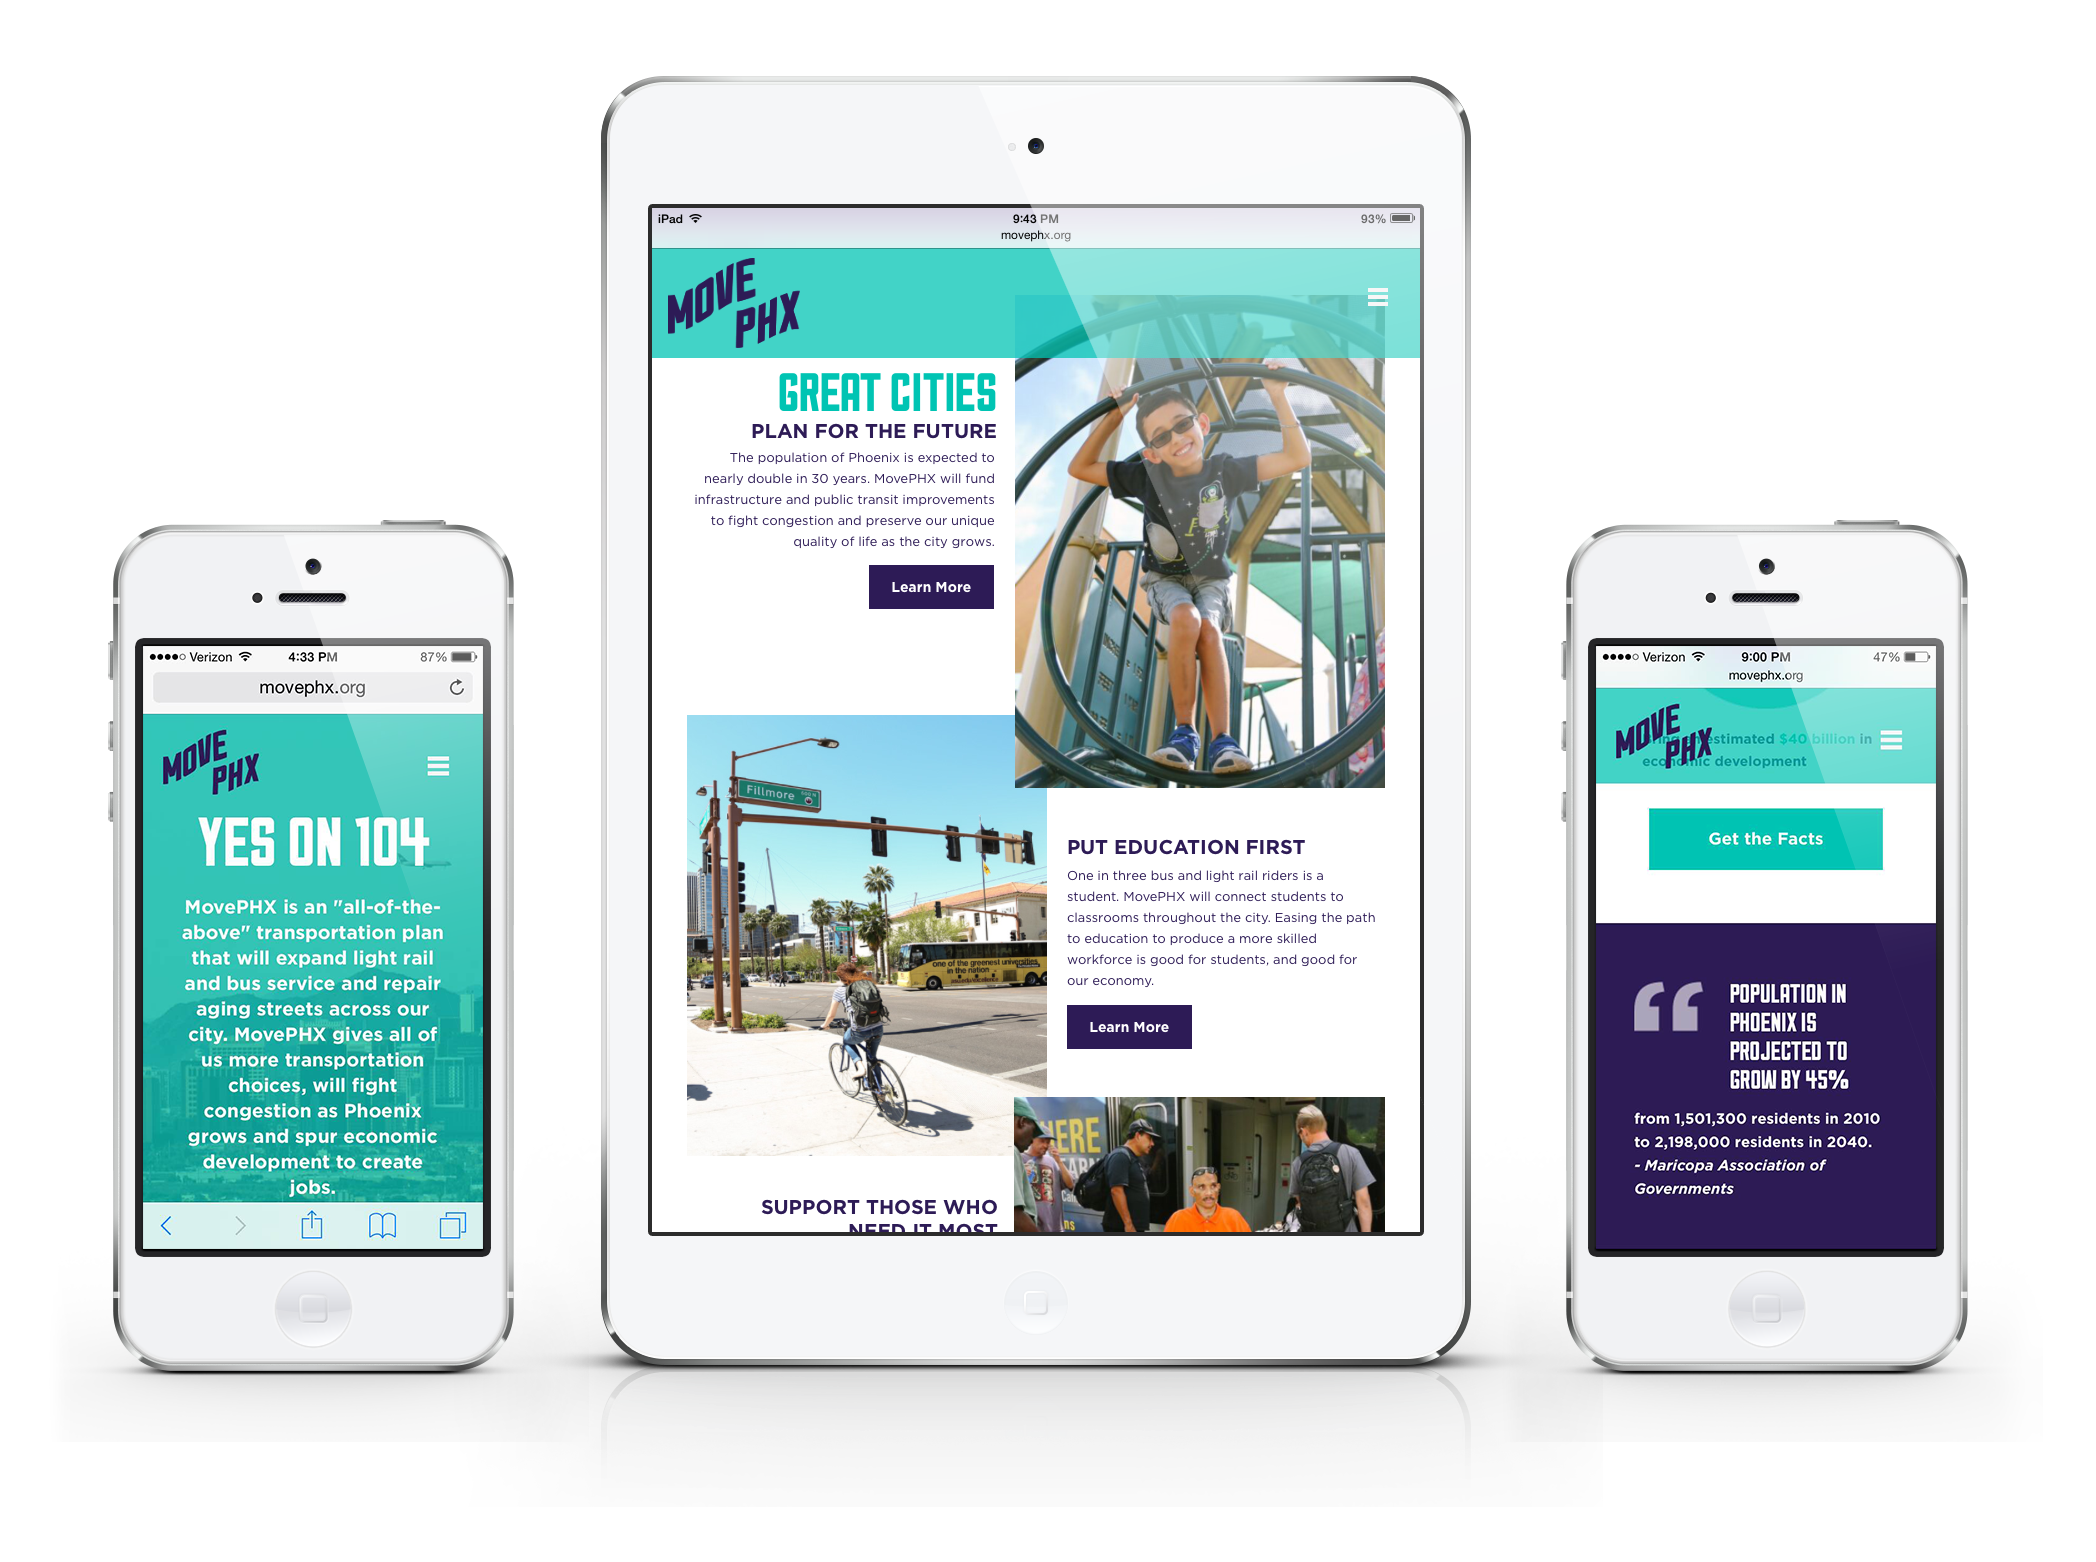 Verizon 4:33 PM 87%
movephx.org
MOVE
PHX
YES ON 104
MovePHX is an "all-of-the-
above" transportation plan
that will expand light rail
and bus service and repair
aging streets across our
city. MovePHX gives all of
us more transportation
choices, will fight
congestion as Phoenix
grows and spur economic
development to create
jobs.
iPad 9:43 PM 93%
movephx.org
MOVE
PHX
GREAT CITIES
PLAN FOR THE FUTURE
The population of Phoenix is expected to
nearly double in 30 years. MovePHX will fund
infrastructure and public transit improvements
to fight congestion and preserve our unique
quality of life as the city grows.
Learn More
Fillmore
one of the greenest universities
in the nation
PUT EDUCATION FIRST
One in three bus and light rail riders is a
student. MovePHX will connect students to
classrooms throughout the city. Easing the path
to education to produce a more skilled
workforce is good for students, and good for
our economy.
Learn More
HERE
SUPPORT THOSE WHO
NEED IT MOST
Verizon 9:00 PM 47%
movephx.org
MOVE
PHX
estimated $40 billion in
economic development
Get the Facts
“ POPULATION IN
PHOENIX IS
PROJECTED TO
GROW BY 45%
from 1,501,300 residents in 2010
to 2,198,000 residents in 2040.
- Maricopa Association of
Governments